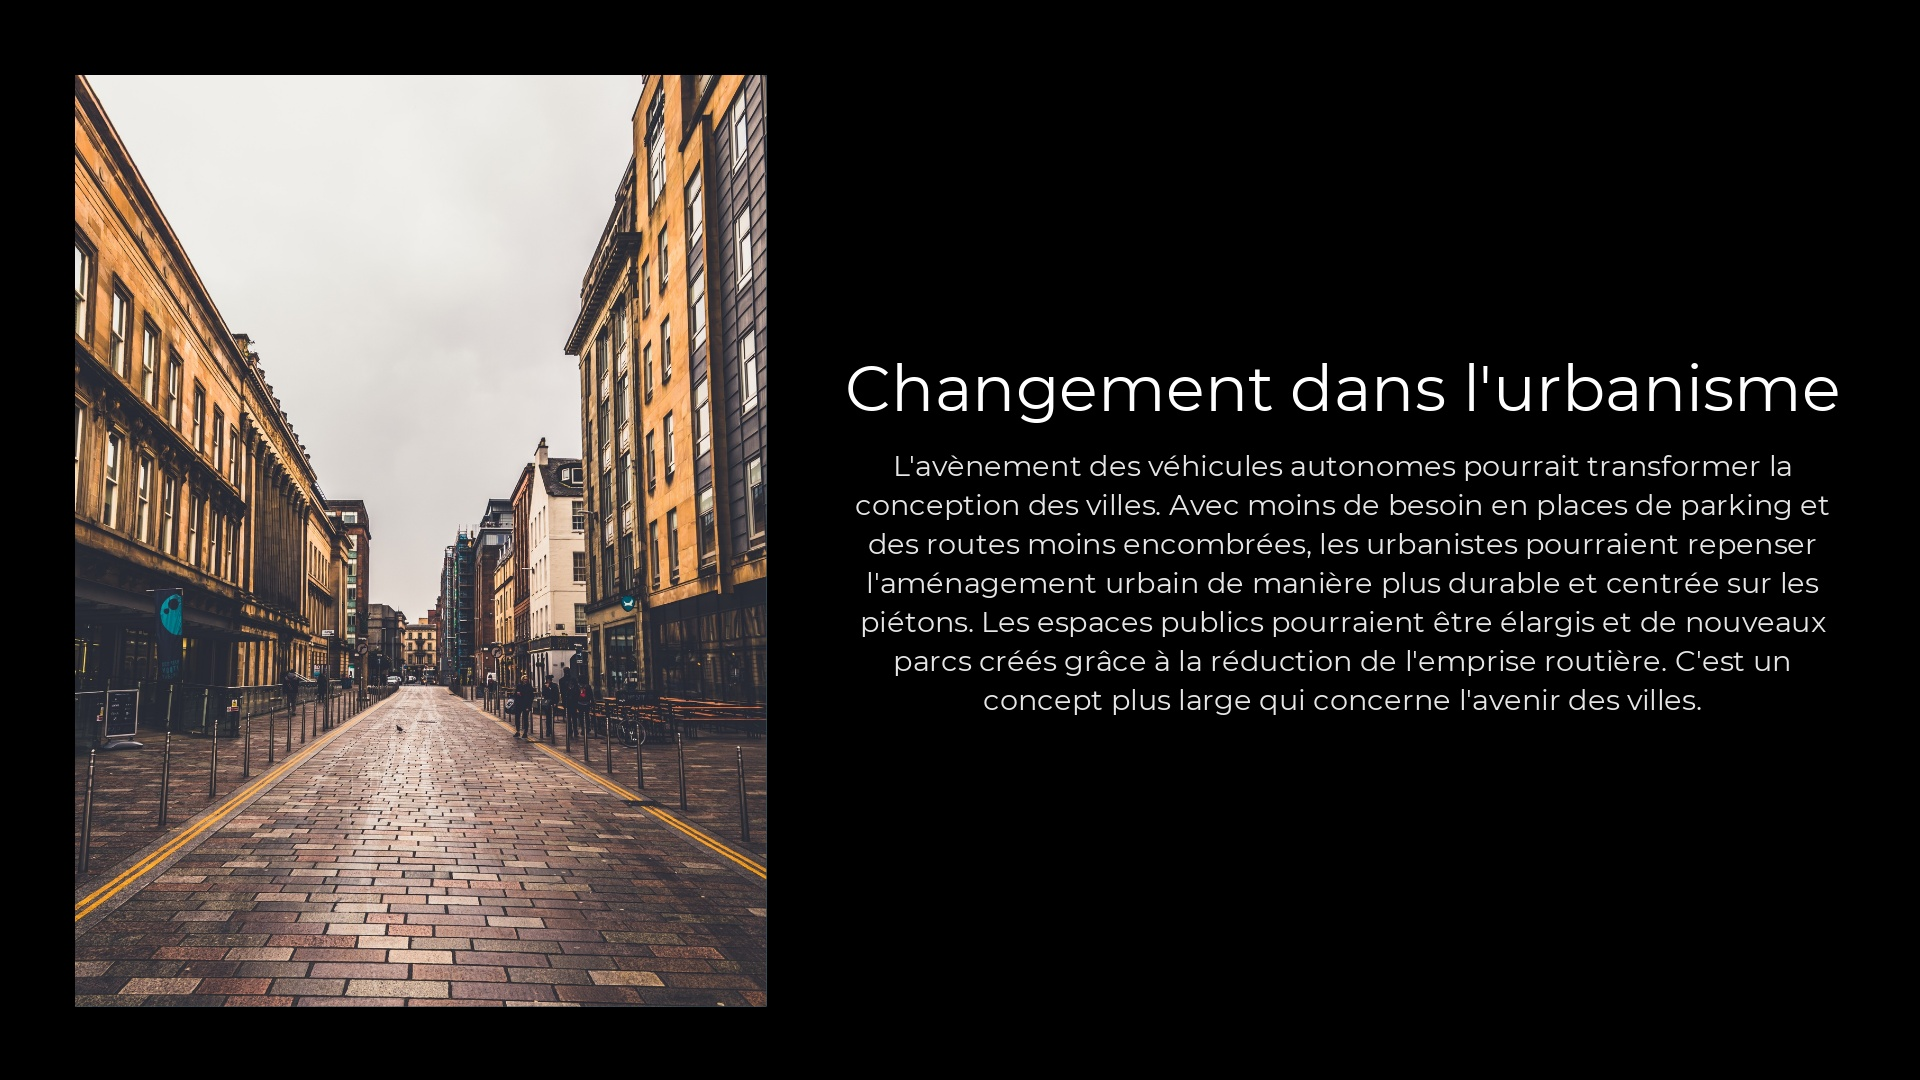 Changement dans l'urbanisme
L'avènement des véhicules autonomes pourrait transformer la
conception des villes. Avec moins de besoin en places de parking et
des routes moins encombrées, les urbanistes pourraient repenser
l'aménagement urbain de manière plus durable et centrée sur les
piétons. Les espaces publics pourraient être élargis et de nouveaux
parcs créés grâce à la réduction de l'emprise routière. C'est un
concept plus large qui concerne l'avenir des villes.